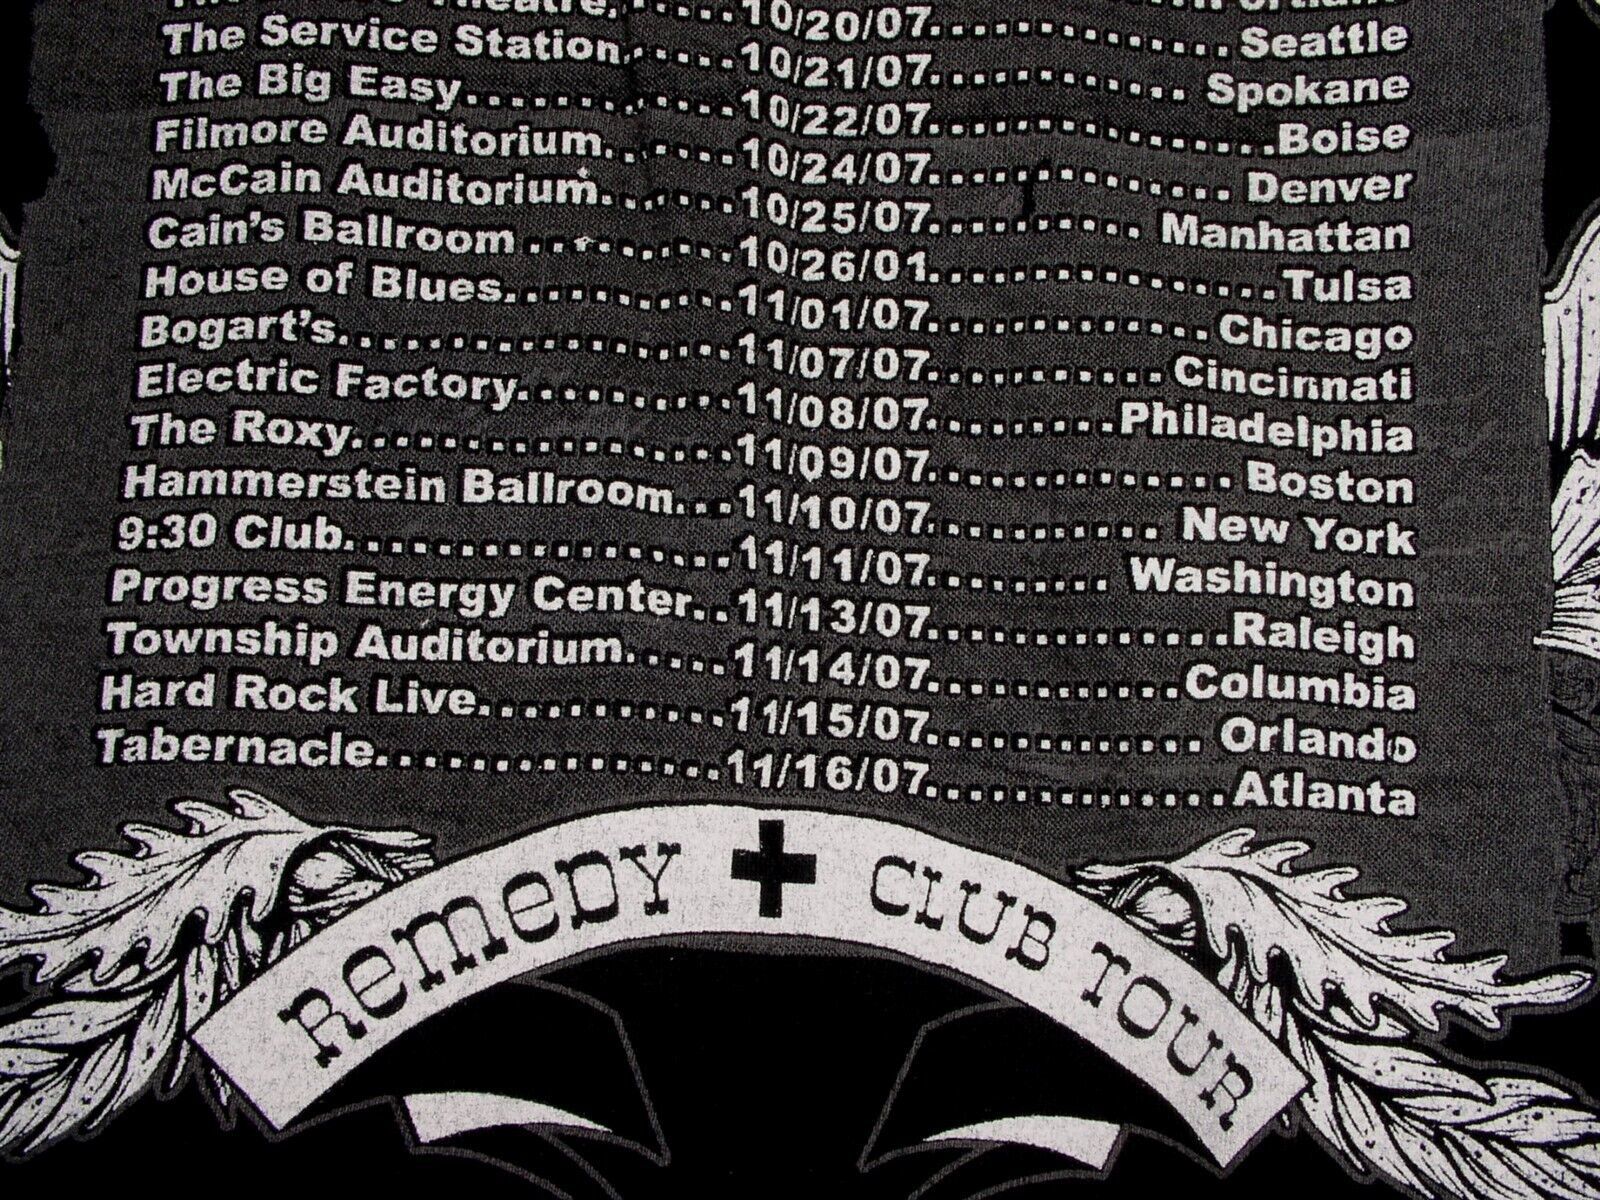 Theatre......10/20/07................Seattle
The Service Station......10/21/07.............. Spokane
The Big Easy..............10/22/07..................Boise
Filmore Auditorium.......10/24/07................ Denver
McCain Auditorium.......10/25/07........... Manhattan
Cain's Ballroom ...........10/26/01...................Tulsa
House of Blues............11/01/07...............Chicago
Bogart's.....................11/07/07.............Cincinnati
Electric Factory...........11/08/07..........Philadelphia
The Roxy....................11/09/07................ Boston
Hammerstein Ballroom...11/10/07............ New York
9:30 Club...................11/11/07......... Washington
Progress Energy Center..11/13/07...............Raleigh
Township Auditorium.....11/14/07............Columbia
Hard Rock Live............11/15/07............. Orlando
Tabernacle.................11/16/07...............Atlanta
Remedy + Club Tour